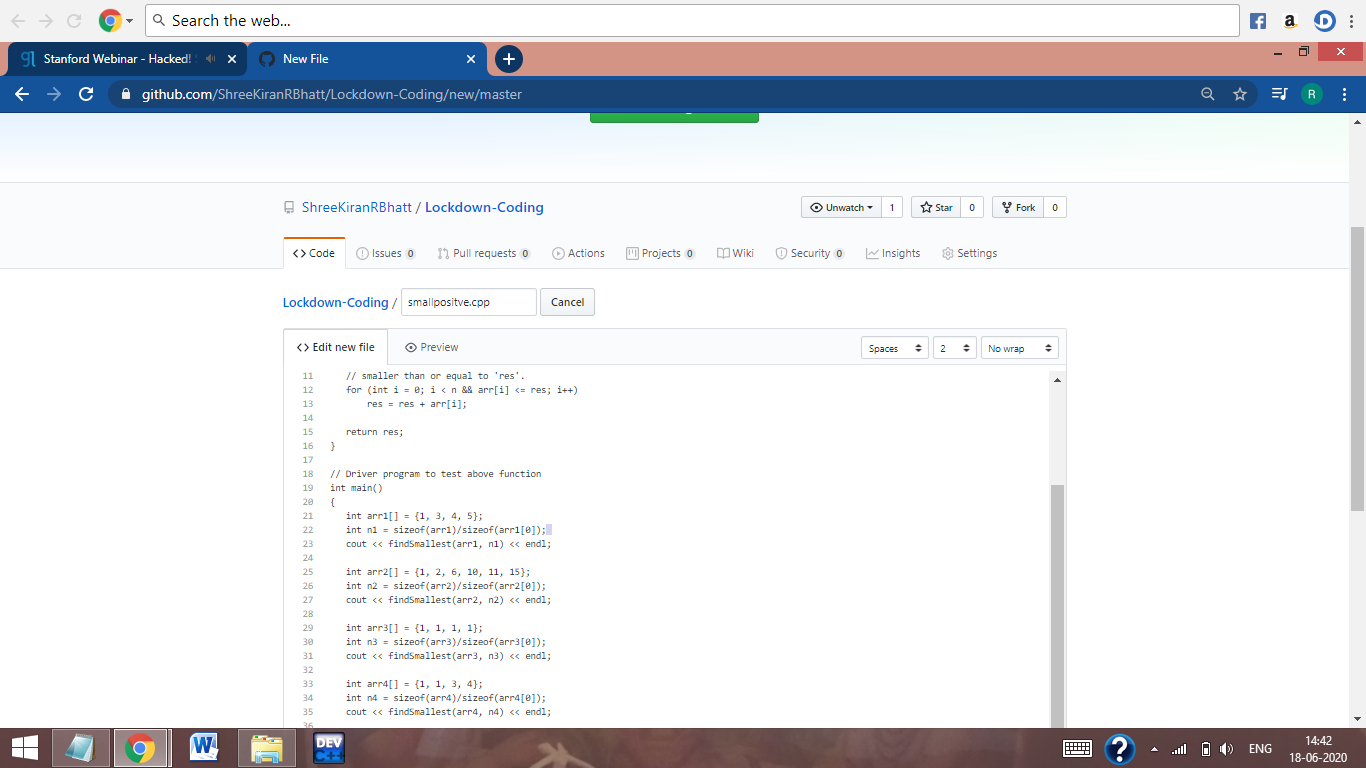 Search the web...
Stanford Webinar - Hacked!
New File
github.com/ShreeKiranRBhatt/Lockdown-Coding/new/master
R
ShreeKiranRBhatt / Lockdown-Coding
Unwatch 1 Star 0 Fork 0
Code Issues 0 Pull requests 0 Actions Projects 0 Wiki Security 0 Insights Settings
Lockdown-Coding / smallpositve.cpp Cancel
Edit new file Preview Spaces 2 No wrap
11 // smaller than or equal to 'res'.
12 for (int i = 0; i < n && arr[i] <= res; i++)
13 res = res + arr[i];
14
15 return res;
16 }
17
18 // Driver program to test above function
19 int main()
20 {
21 int arr1[] = {1, 3, 4, 5};
22 int n1 = sizeof(arr1)/sizeof(arr1[0]);
23 cout << findSmallest(arr1, n1) << endl;
24
25 int arr2[] = {1, 2, 6, 10, 11, 15};
26 int n2 = sizeof(arr2)/sizeof(arr2[0]);
27 cout << findSmallest(arr2, n2) << endl;
28
29 int arr3[] = {1, 1, 1, 1};
30 int n3 = sizeof(arr3)/sizeof(arr3[0]);
31 cout << findSmallest(arr3, n3) << endl;
32
33 int arr4[] = {1, 1, 3, 4};
34 int n4 = sizeof(arr4)/sizeof(arr4[0]);
35 cout << findSmallest(arr4, n4) << endl;
36
DEV
C++
ENG
14:42
18-06-2020